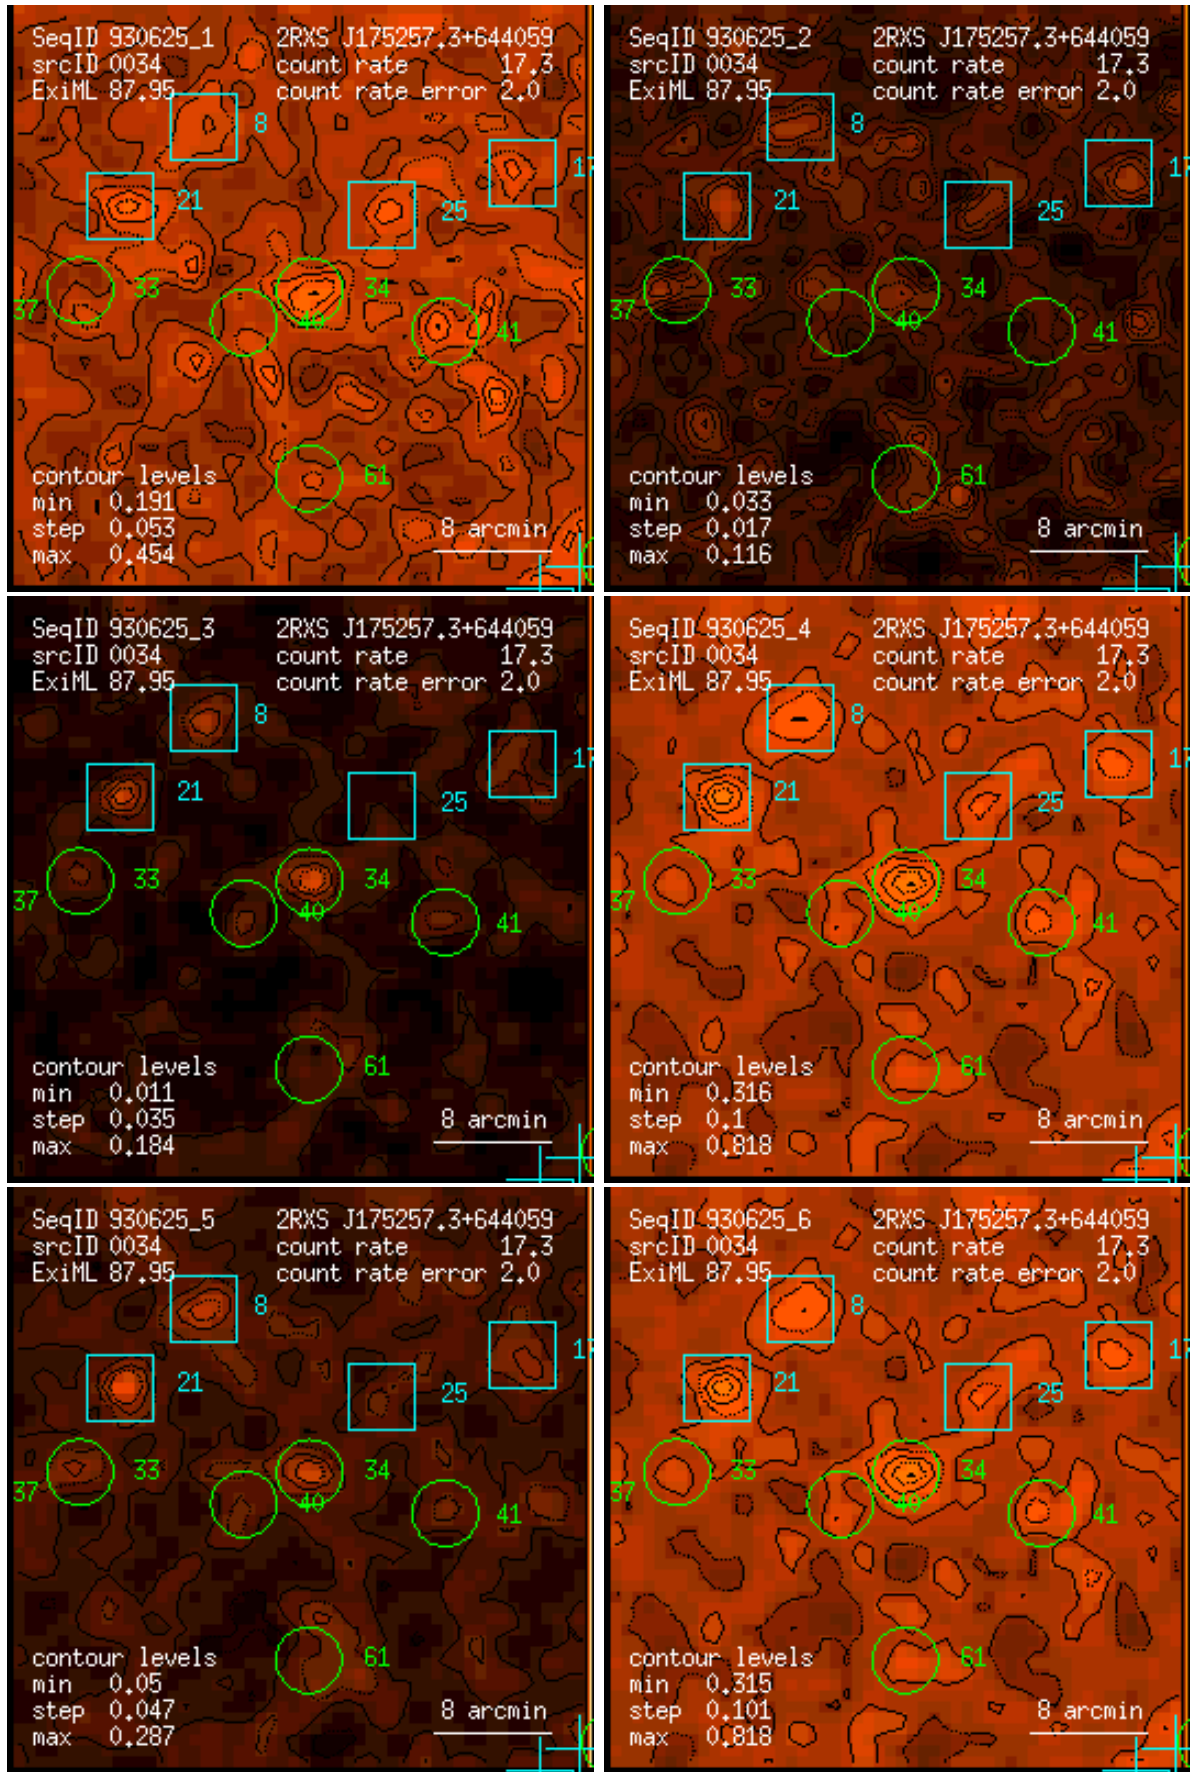 SeqID 930625_1 2RXS J175257.3+644059
srcID 0034 count rate 17.3
ExiML 87.95 count rate error 2.0
8
17
21
25
33
34
37
40
41
61
contour levels
min 0.191
step 0.053
max 0.454
8 arcmin
SeqID 930625_2 2RXS J175257.3+644059
srcID 0034 count rate 17.3
ExiML 87.95 count rate error 2.0
8
17
21
25
33
34
37
40
41
61
contour levels
min 0.033
step 0.017
max 0.116
8 arcmin
SeqID 930625_3 2RXS J175257.3+644059
srcID 0034 count rate 17.3
ExiML 87.95 count rate error 2.0
8
17
21
25
33
34
37
40
41
61
contour levels
min 0.011
step 0.035
max 0.184
8 arcmin
SeqID 930625_4 2RXS J175257.3+644059
srcID 0034 count rate 17.3
ExiML 87.95 count rate error 2.0
8
17
21
25
33
34
37
40
41
61
contour levels
min 0.316
step 0.1
max 0.818
8 arcmin
SeqID 930625_5 2RXS J175257.3+644059
srcID 0034 count rate 17.3
ExiML 87.95 count rate error 2.0
8
17
21
25
33
34
37
40
41
61
contour levels
min 0.05
step 0.047
max 0.287
8 arcmin
SeqID 930625_6 2RXS J175257.3+644059
srcID 0034 count rate 17.3
ExiML 87.95 count rate error 2.0
8
17
21
25
33
34
37
40
41
61
contour levels
min 0.315
step 0.101
max 0.818
8 arcmin